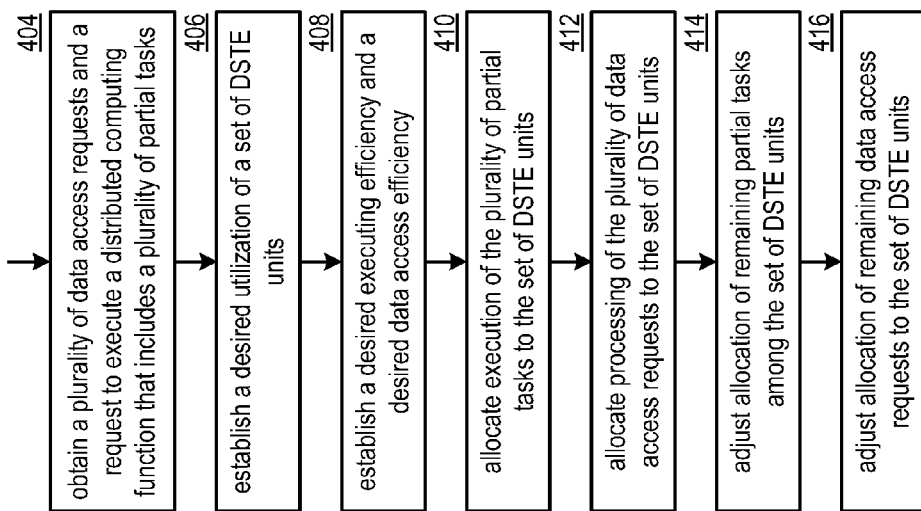 404
obtain a plurality of data access requests and a
request to execute a distributed computing
function that includes a plurality of partial tasks
406
establish a desired utilization of a set of DSTE
units
408
establish a desired executing efficiency and a
desired data access efficiency
410
allocate execution of the plurality of partial
tasks to the set of DSTE units
412
allocate processing of the plurality of data
access requests to the set of DSTE units
414
adjust allocation of remaining partial tasks
among the set of DSTE units
416
adjust allocation of remaining data access
requests to the set of DSTE units